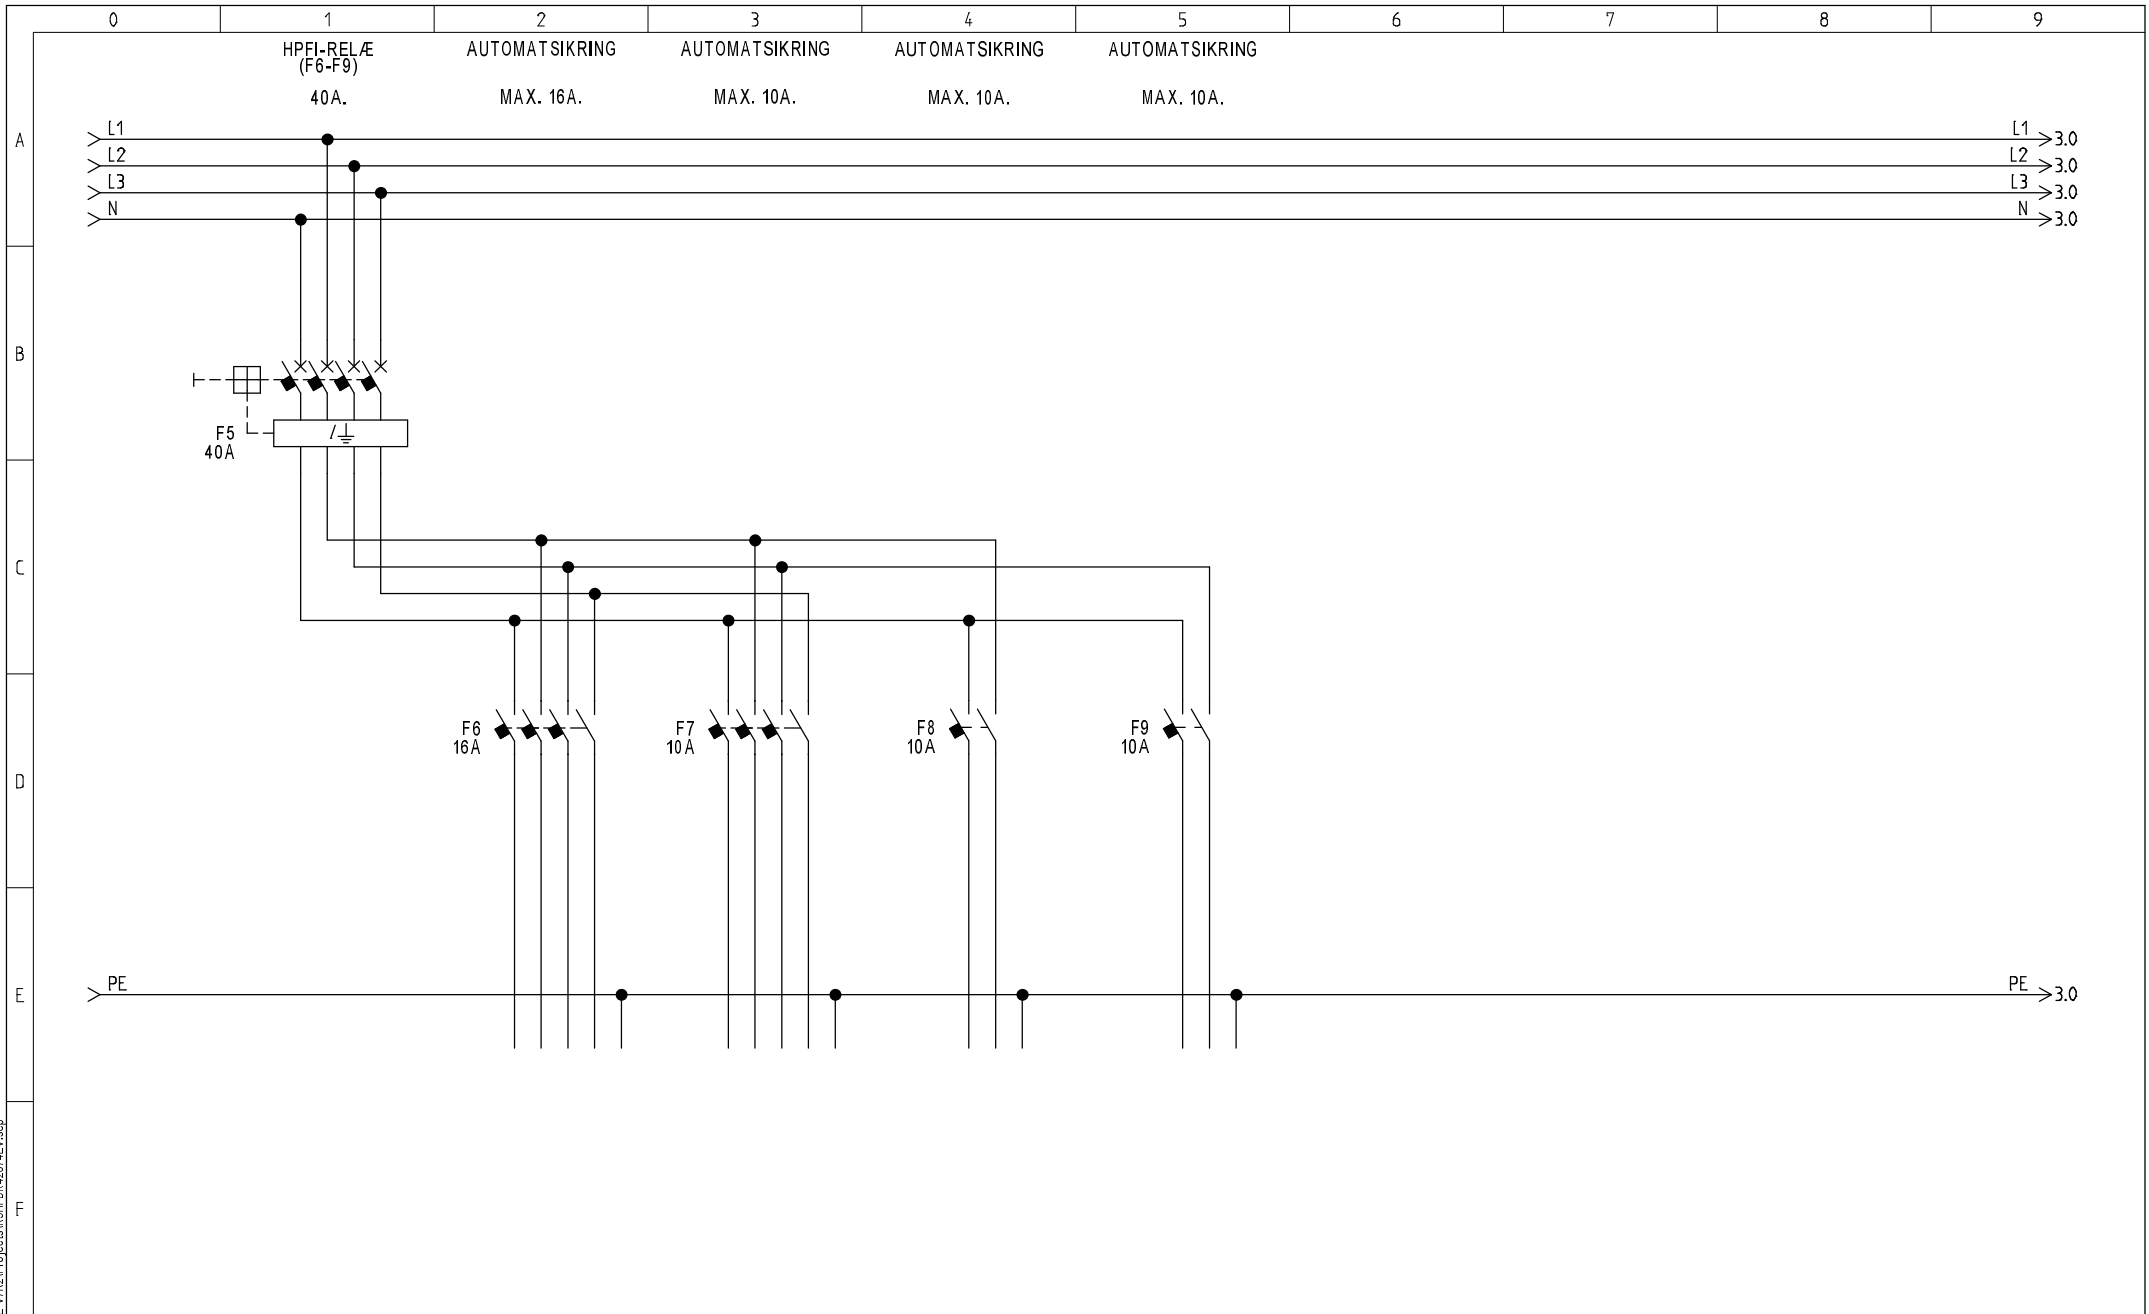 0 1 2 3 4 5 6 7 8 9
HPFI-RELÆ AUTOMATSIKRING AUTOMATSIKRING AUTOMATSIKRING AUTOMATSIKRING
(F6-F9)
40A. MAX. 16A. MAX. 10A. MAX. 10A. MAX. 10A.
A
L1 L1 3.0
L2 L2 3.0
L3 L3 3.0
N N 3.0
B
F5
40A
C
F6 F7 F8 F9
16A 10A 10A 10A
D
E
PE PE 3.0
F